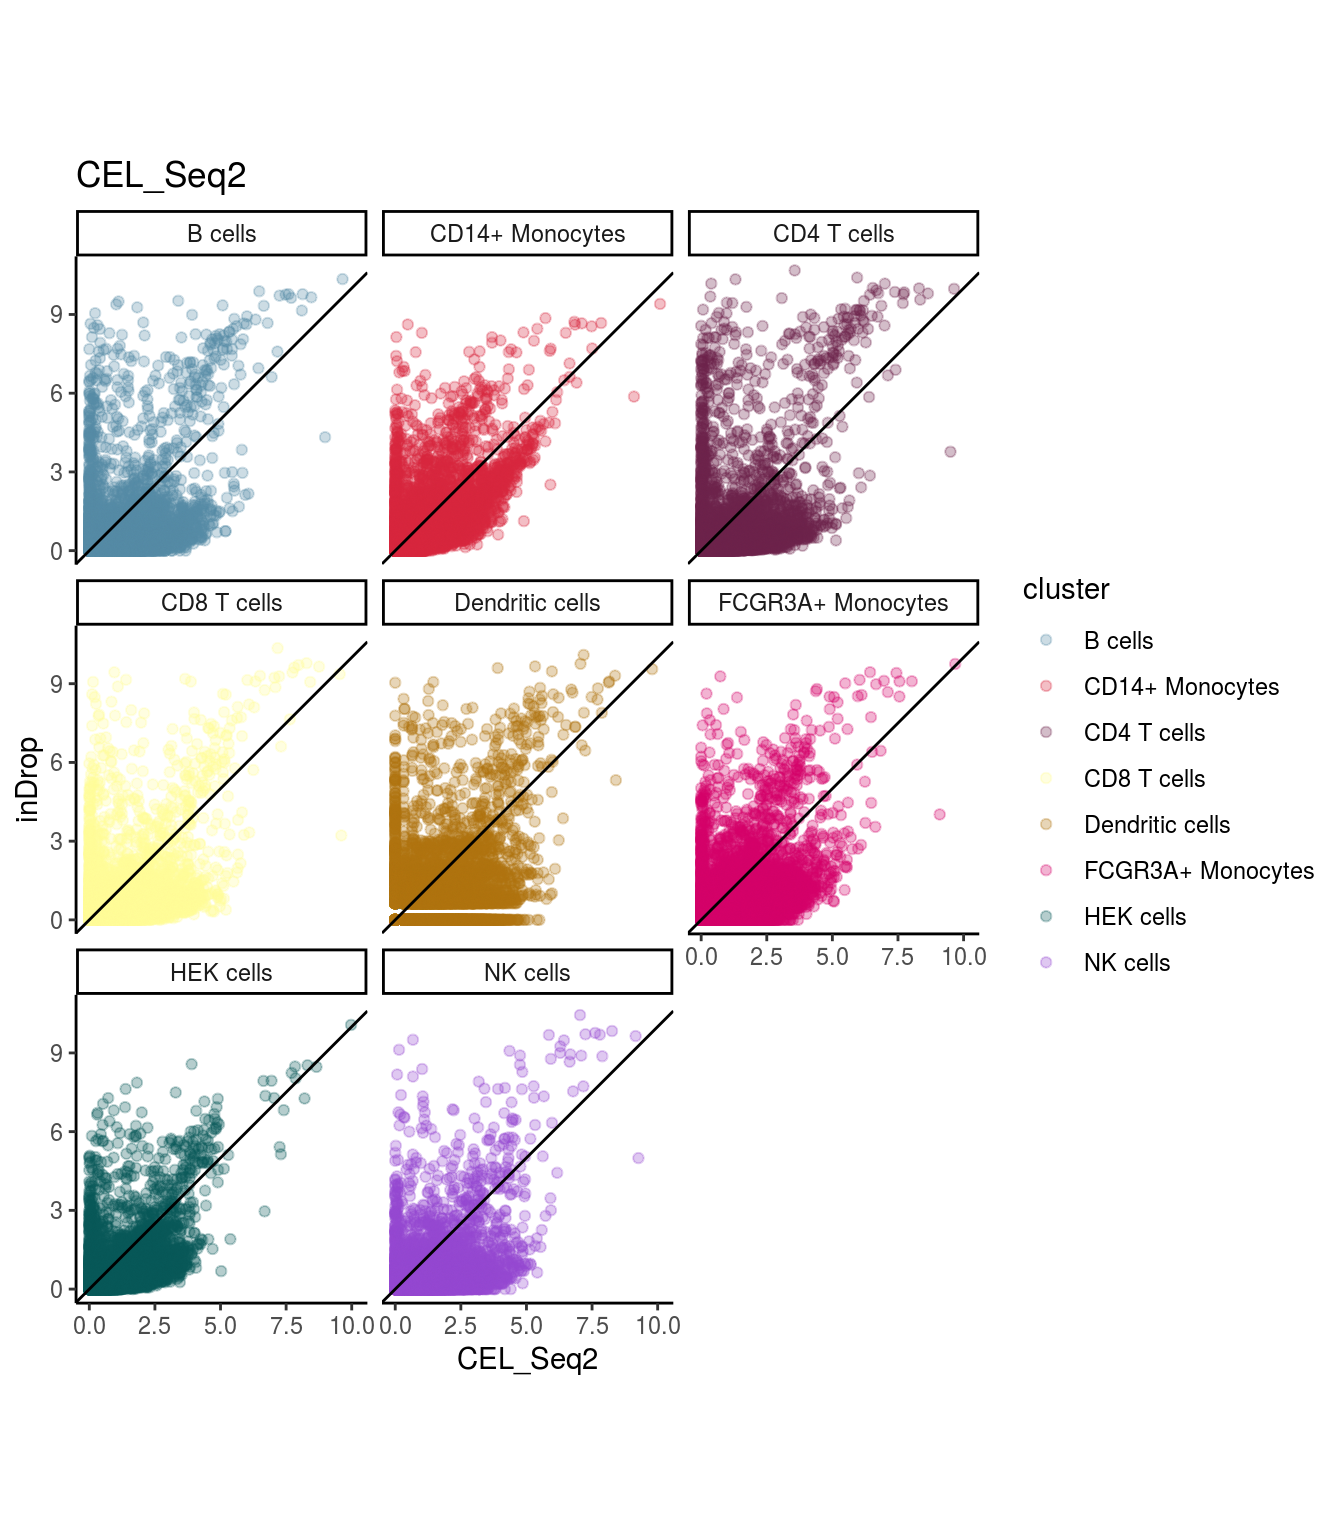 CEL_Seq2
B cells
CD14+ Monocytes
CD4 T cells
9
6
3
0
CD8 T cells
Dendritic cells
FCGR3A+ Monocytes
9
6
3
0
0.0 2.5 5.0 7.5 10.0
HEK cells
NK cells
9
6
3
0
0.0 2.5 5.0 7.5 10.0
0.0 2.5 5.0 7.5 10.0
CEL_Seq2
inDrop
cluster
B cells
CD14+ Monocytes
CD4 T cells
CD8 T cells
Dendritic cells
FCGR3A+ Monocytes
HEK cells
NK cells